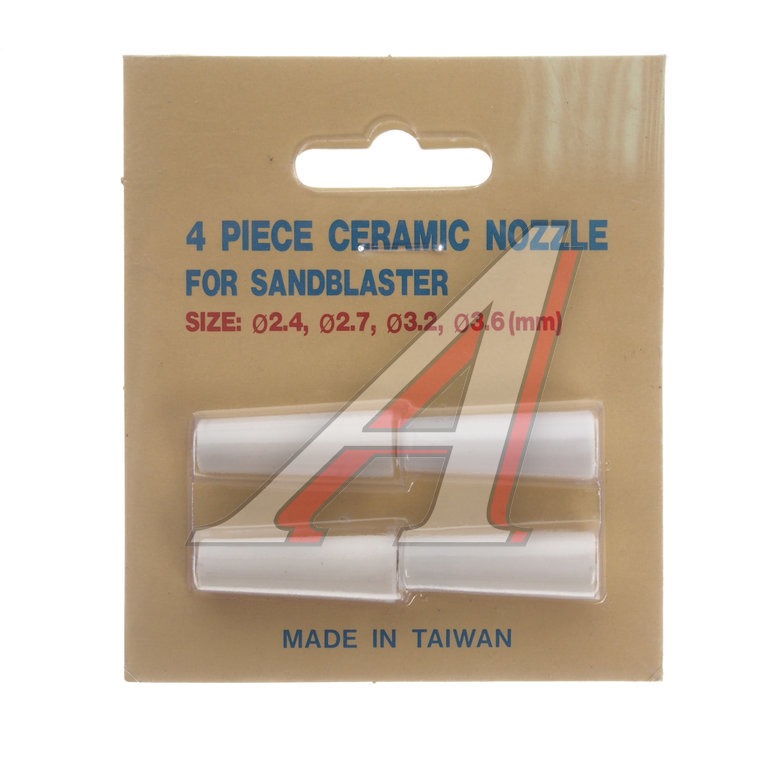 4 PIECE CERAMIC NOZZLE
FOR SANDBLASTER
SIZE: Ø2.4, Ø2.7, Ø3.2, Ø3.6(mm)
MADE IN TAIWAN